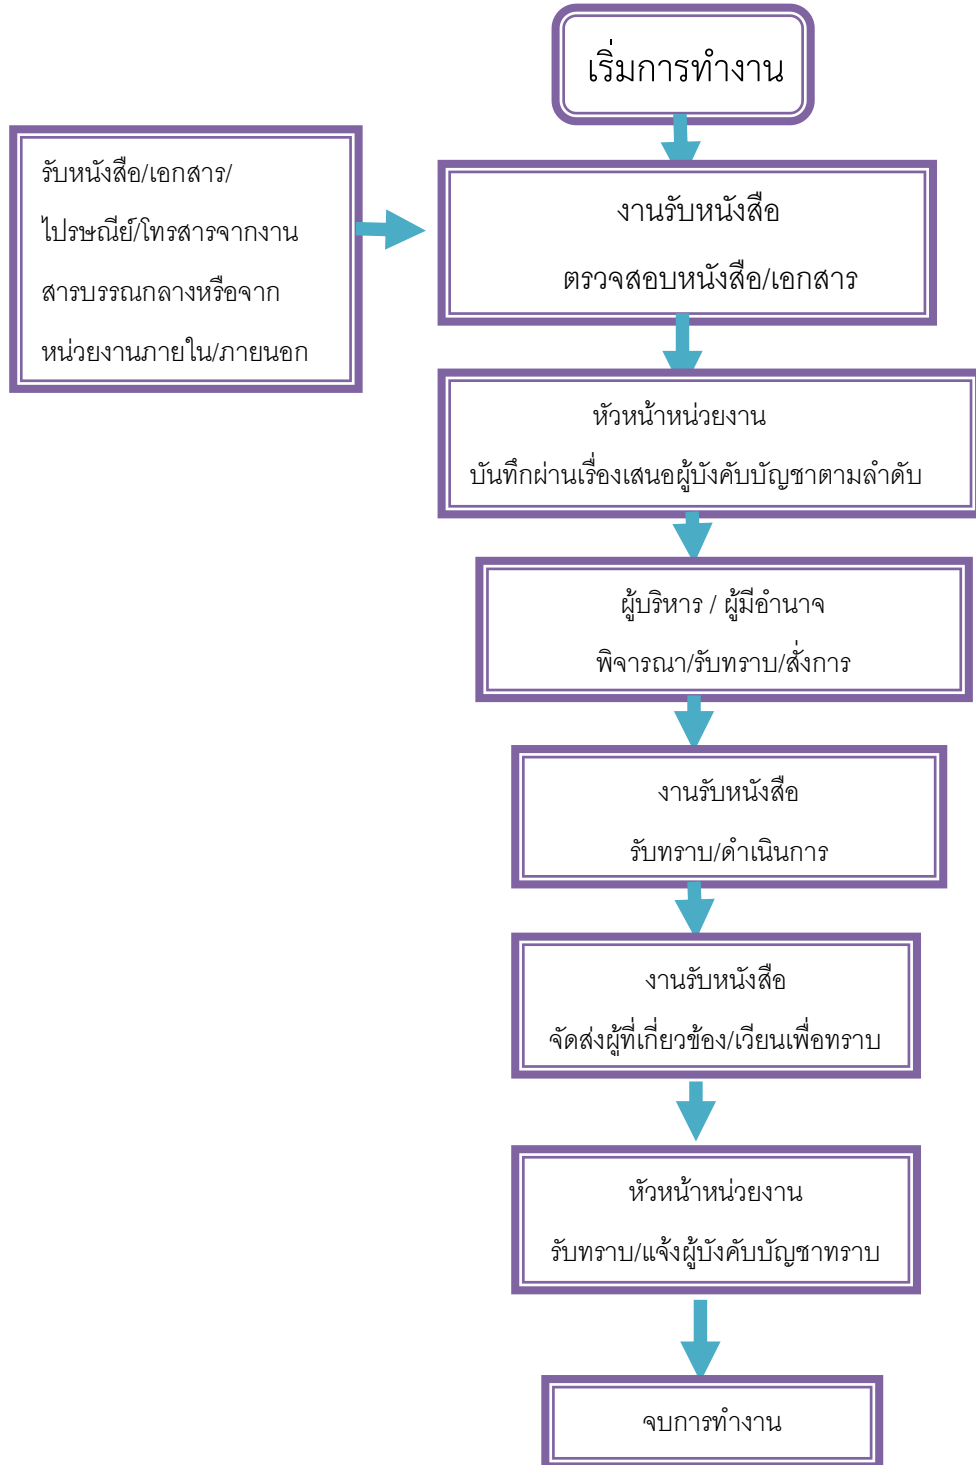 เริ่มการทำงาน
รับหนังสือ/เอกสาร/
ไปรษณีย์/โทรสารจากงาน
สารบรรณกลางหรือจาก
หน่วยงานภายใน/ภายนอก
งานรับหนังสือ
ตรวจสอบหนังสือ/เอกสาร
หัวหน้าหน่วยงาน
บันทึกผ่านเรื่องเสนอผู้บังคับบัญชาตามลำดับ
ผู้บริหาร / ผู้มีอำนาจ
พิจารณา/รับทราบ/สั่งการ
งานรับหนังสือ
รับทราบ/ดำเนินการ
งานรับหนังสือ
จัดส่งผู้ที่เกี่ยวข้อง/เวียนเพื่อทราบ
หัวหน้าหน่วยงาน
รับทราบ/แจ้งผู้บังคับบัญชาทราบ
จบการทำงาน